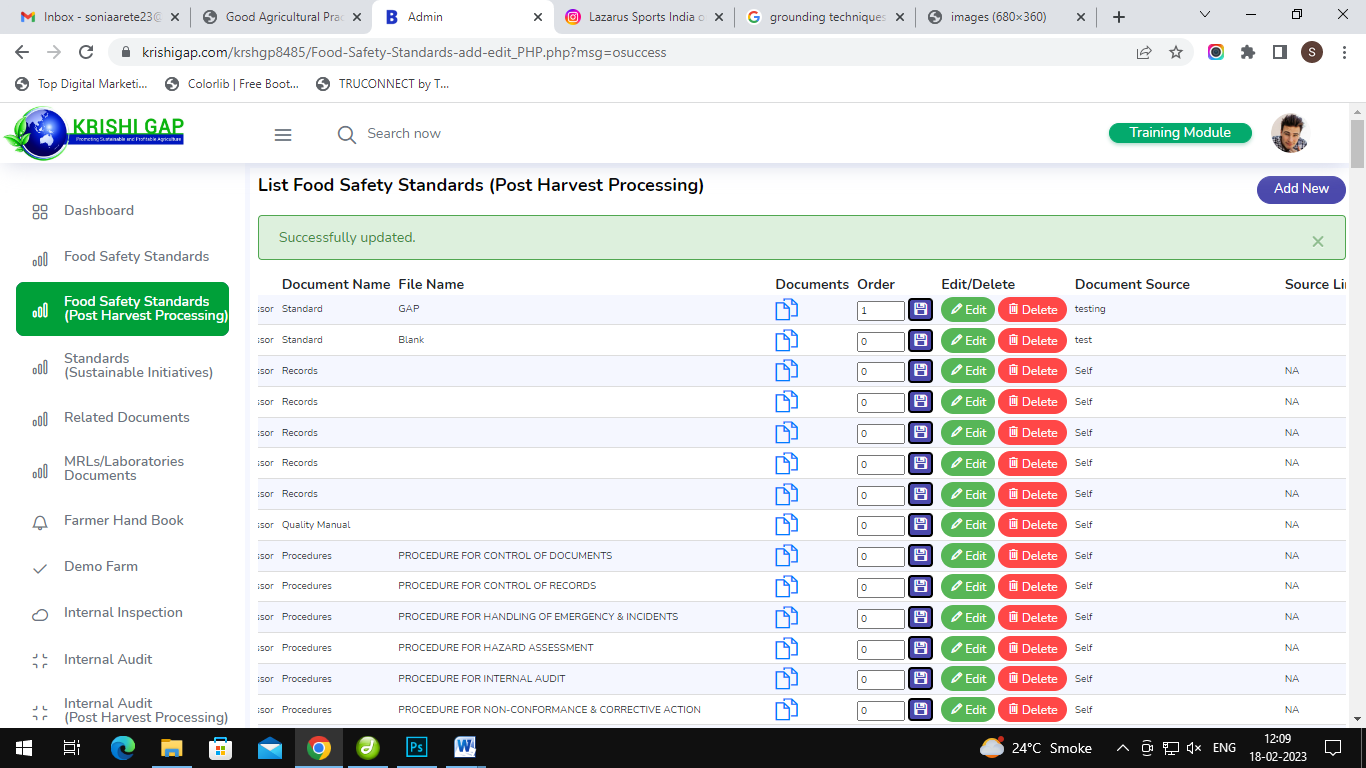 Inbox - soniaarete23@
Good Agricultural Prac
Admin
Lazarus Sports India o
grounding techniques
images (680×360)
krishigap.com/krshgp8485/Food-Safety-Standards-add-edit_PHP.php?msg=osuccess
S
Top Digital Marketi...
Colorlib | Free Boot...
TRUCONNECT by T...
KRISHI GAP
Promoting Sustainable and Profitable Agriculture
Search now
Training Module
Dashboard
Food Safety Standards
Food Safety Standards
(Post Harvest Processing)
Standards
(Sustainable Initiatives)
Related Documents
MRLs/Laboratories
Documents
Farmer Hand Book
Demo Farm
Internal Inspection
Internal Audit
Internal Audit
(Post Harvest Processing)
List Food Safety Standards (Post Harvest Processing)
Add New
Successfully updated.
×
Document Name File Name Documents Order Edit/Delete Document Source Source Li
ssor Standard GAP 1 Edit Delete testing
ssor Standard Blank 0 Edit Delete test
ssor Records 0 Edit Delete Self NA
ssor Records 0 Edit Delete Self NA
ssor Records 0 Edit Delete Self NA
ssor Records 0 Edit Delete Self NA
ssor Records 0 Edit Delete Self NA
ssor Quality Manual 0 Edit Delete Self NA
ssor Procedures PROCEDURE FOR CONTROL OF DOCUMENTS 0 Edit Delete Self NA
ssor Procedures PROCEDURE FOR CONTROL OF RECORDS 0 Edit Delete Self NA
ssor Procedures PROCEDURE FOR HANDLING OF EMERGENCY & INCIDENTS 0 Edit Delete Self NA
ssor Procedures PROCEDURE FOR HAZARD ASSESSMENT 0 Edit Delete Self NA
ssor Procedures PROCEDURE FOR INTERNAL AUDIT 0 Edit Delete Self NA
ssor Procedures PROCEDURE FOR NON-CONFORMANCE & CORRECTIVE ACTION 0 Edit Delete Self NA
Ps
W
24°C Smoke
ENG
12:09
18-02-2023